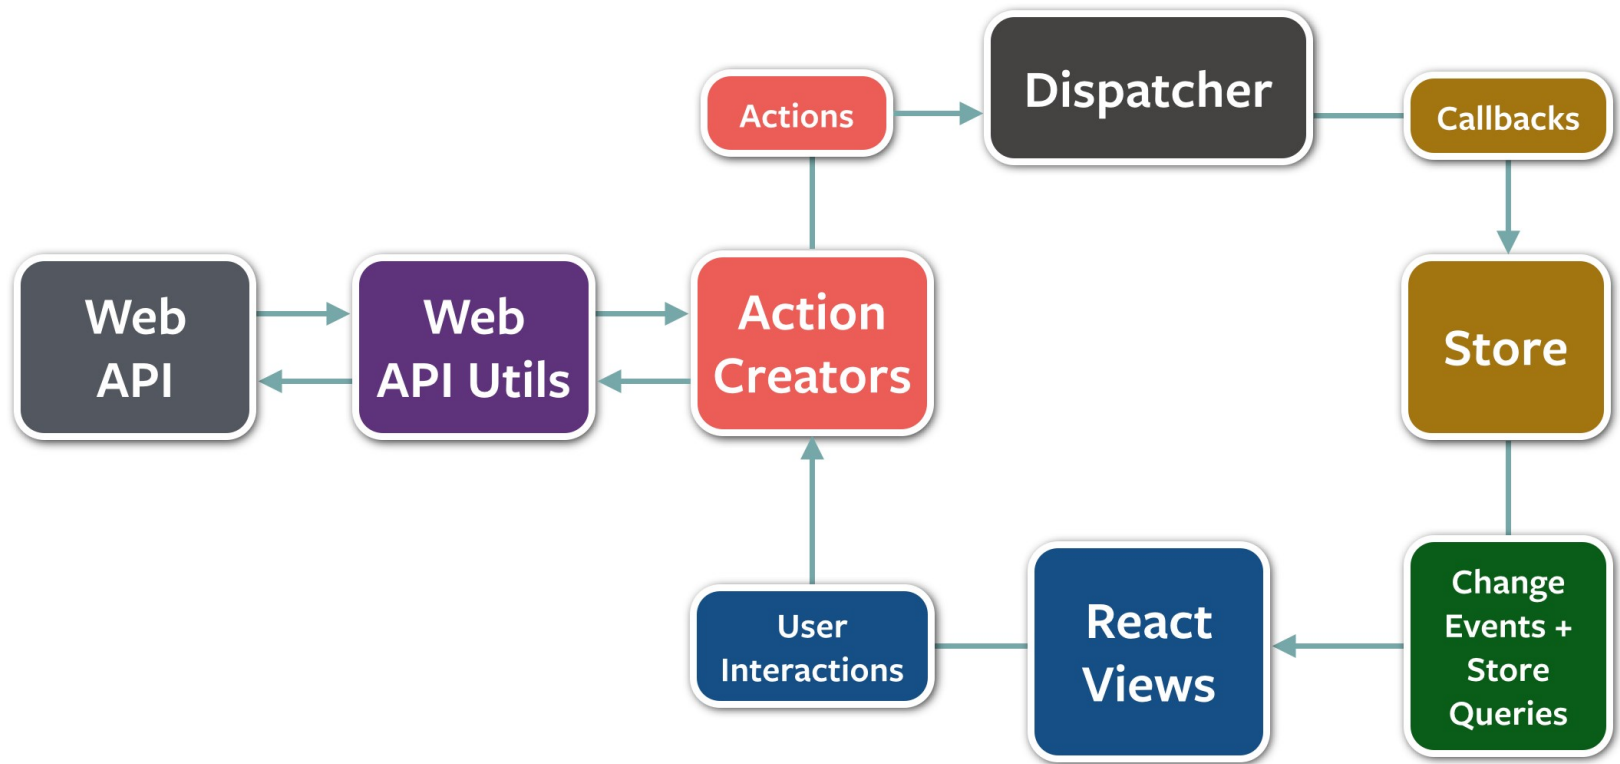 Dispatcher
Actions
Callbacks
Web
API
Web
API Utils
Action
Creators
Store
User
Interactions
React
Views
Change
Events +
Store
Queries